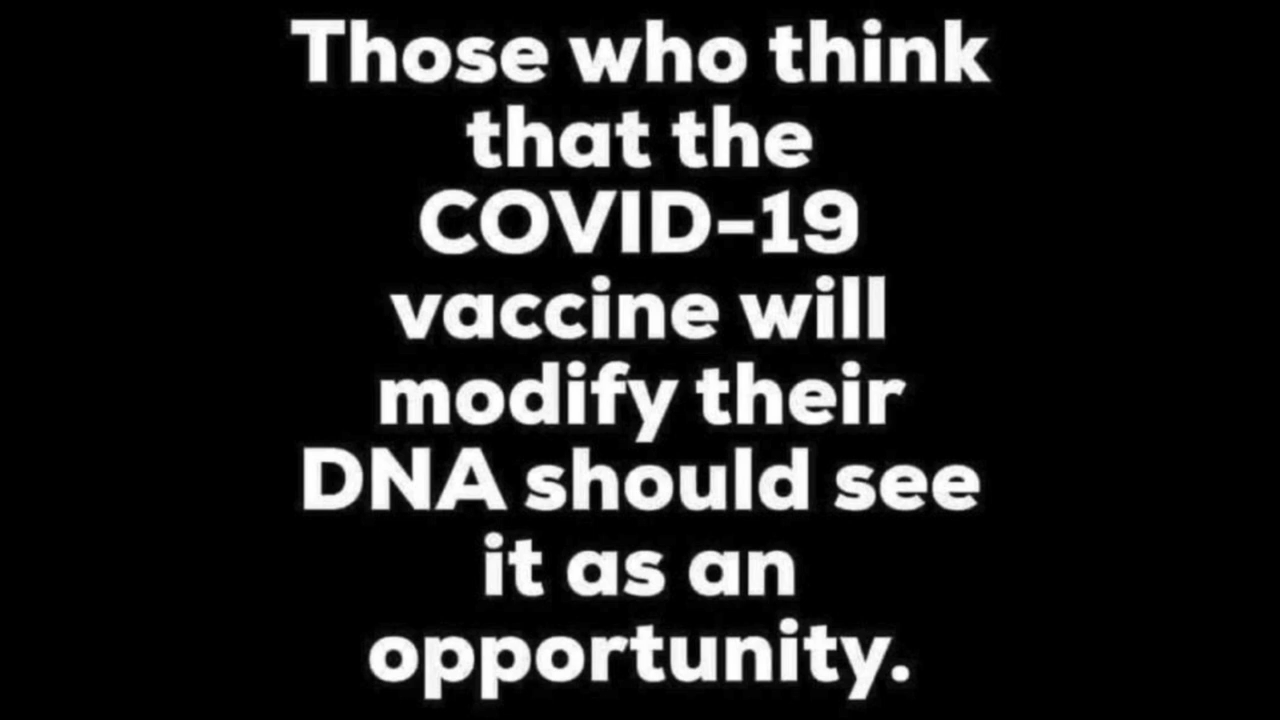 Those who think
that the
COVID-19
vaccine will
modify their
DNA should see
it as an
opportunity.